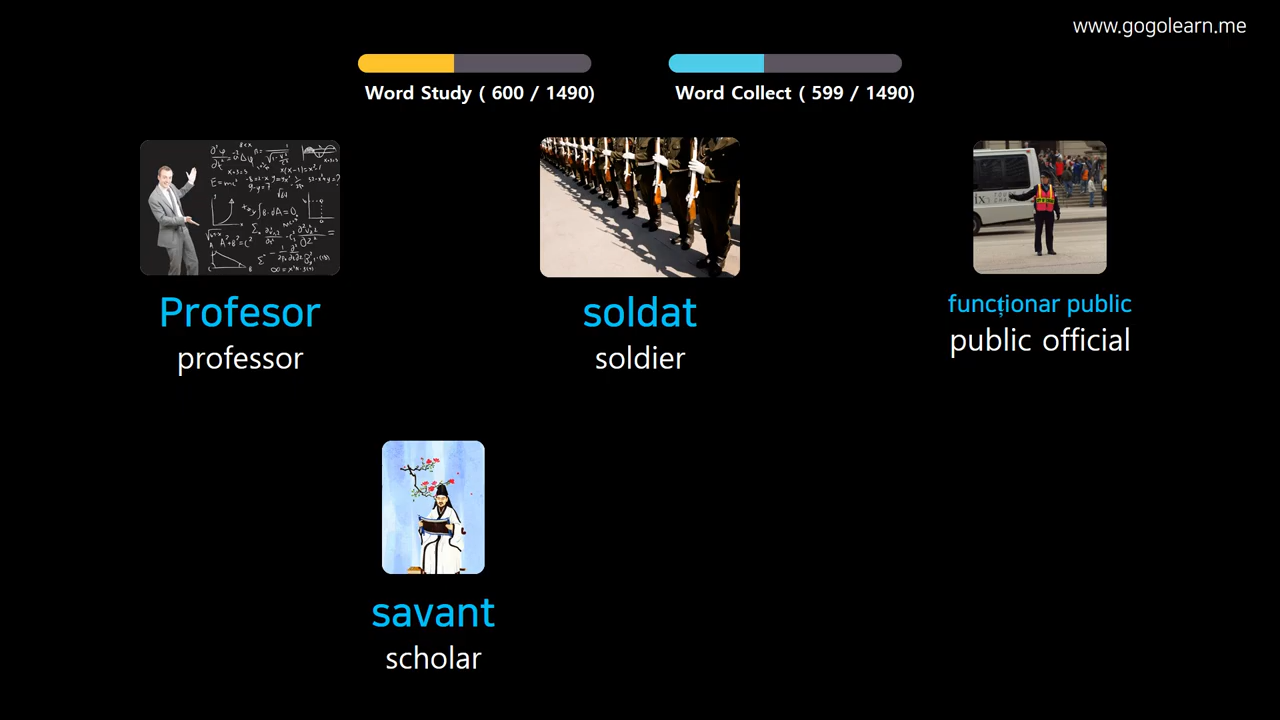 www.gogolearn.me
Word Study ( 600 / 1490)
Word Collect ( 599 / 1490)
Profesor
professor
soldat
soldier
funcționar public
public official
savant
scholar